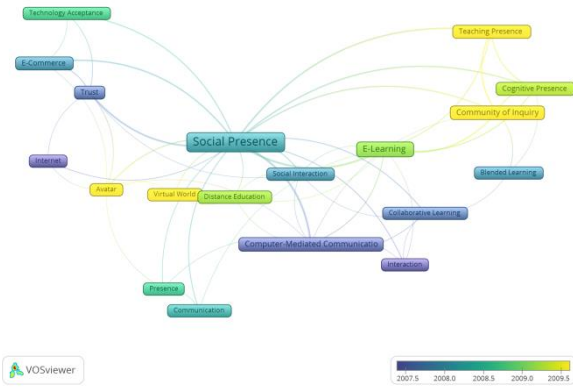 Technology Acceptance
Teaching Presence
E-Commerce
Cognitive Presence
Trust
Community of Inquiry
Social Presence
E-Learning
Internet
Social Interaction
Blended Learning
Avatar
Virtual World
Distance Education
Collaborative Learning
Computer-Mediated Communicatio
Interaction
Presence
Communication
VOSviewer
2007.5 2008.0 2008.5 2009.0 2009.5